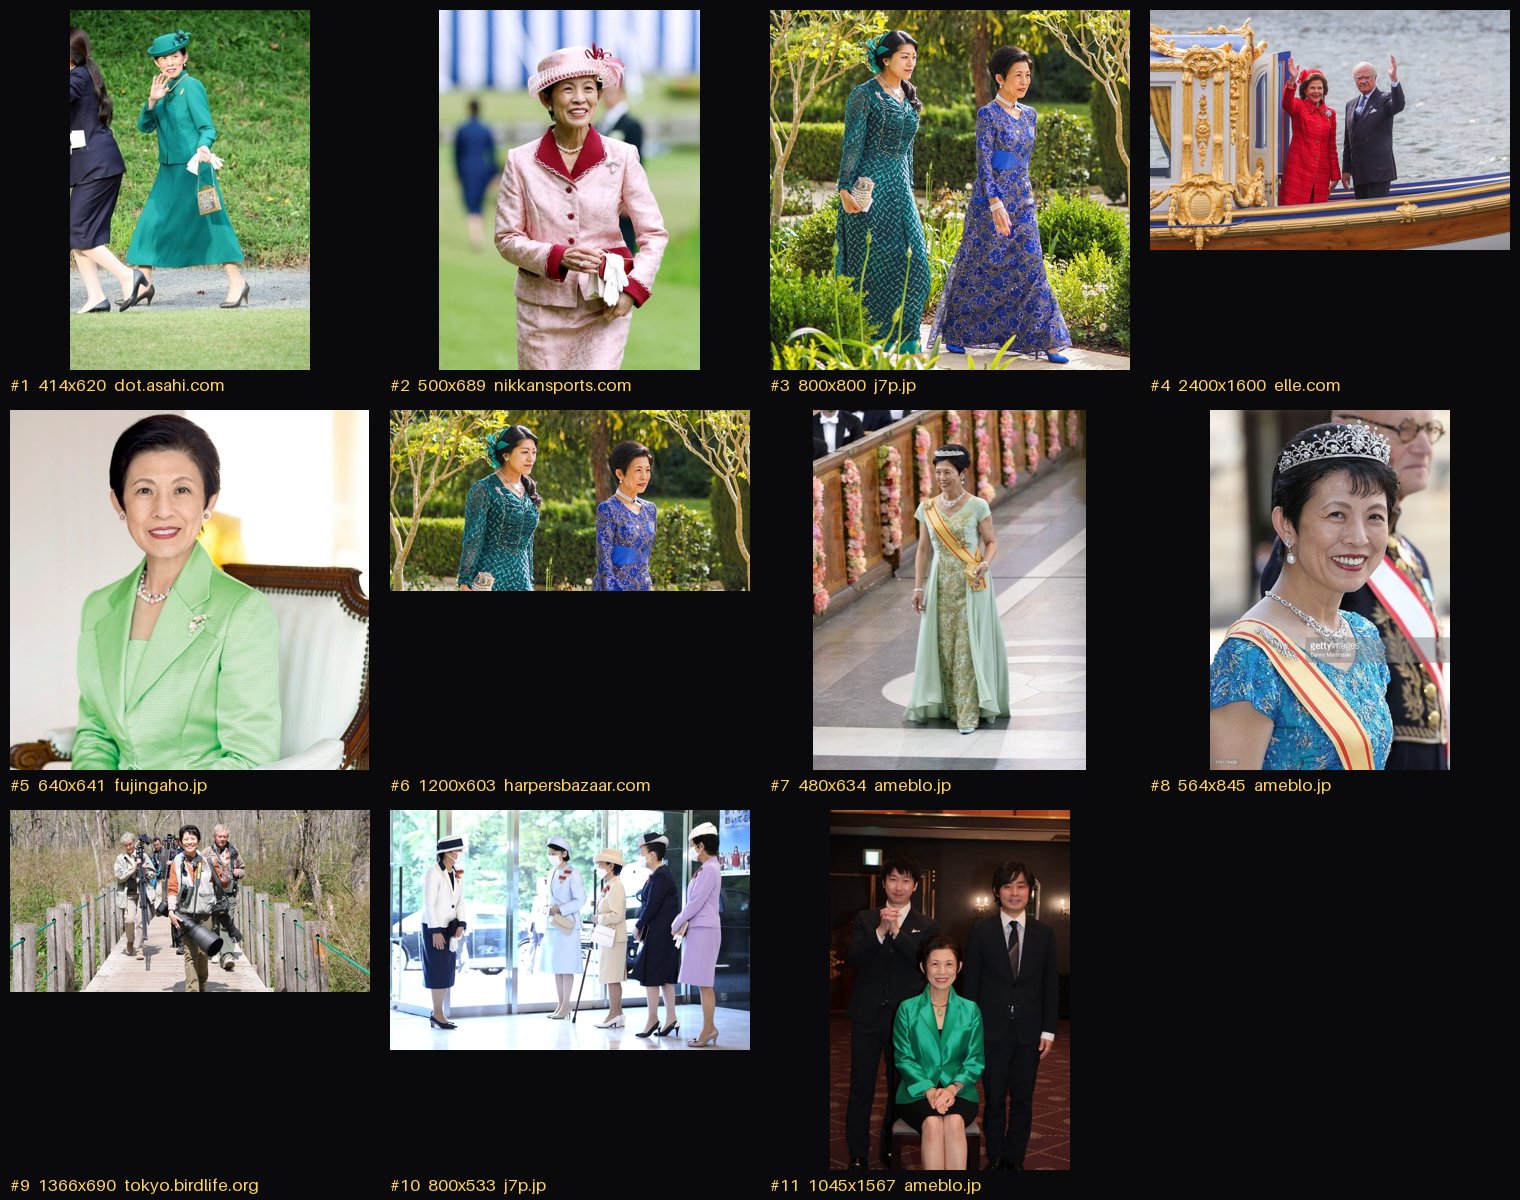 #1 414x620 dot.asahi.com
#2 500x689 nikkansports.com
#3 800x800 j7p.jp
#4 2400x1600 elle.com
gettyimages
#5 640x641 fujingaho.jp
#6 1200x603 harpersbazaar.com
#7 480x634 ameblo.jp
#8 564x845 ameblo.jp
#9 1366x690 tokyo.birdlife.org
#10 800x533 j7p.jp
#11 1045x1567 ameblo.jp